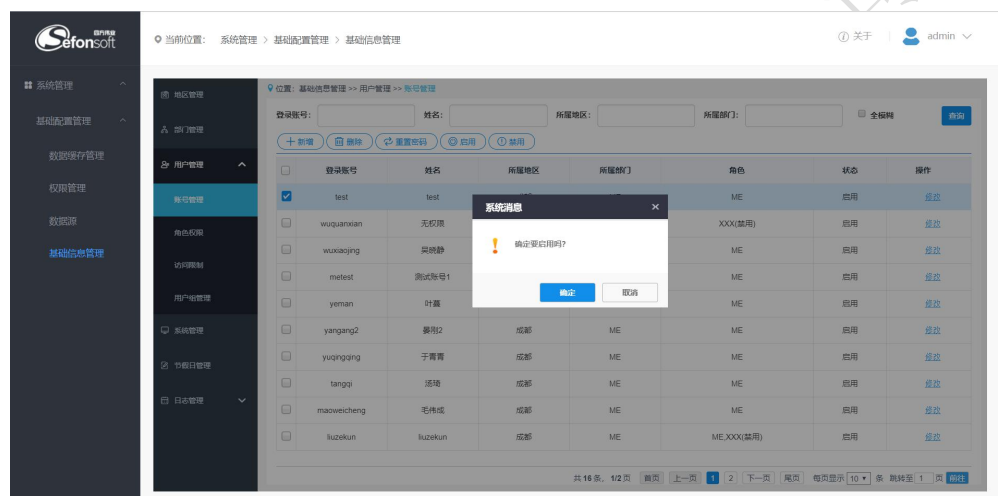 四方伟业
Sefonsoft
当前位置： 系统管理 > 基础配置管理 > 基础信息管理
关于
admin
系统管理
基础配置管理
数据缓存管理
权限管理
数据源
基础信息管理
地区管理
部门管理
用户管理
账号管理
角色权限
访问限制
用户组管理
系统管理
节假日管理
日志管理
位置：基础信息管理 >> 用户管理 >> 账号管理
登录账号： 姓名： 所属地区： 所属部门： 全模糊 查询
新增 删除 重置密码 启用 禁用
登录账号 姓名 所属地区 所属部门 角色 状态 操作
test test ME 启用 修改
wuquanxian 无权限 XXX(禁用) 启用 修改
wuxiaojing 吴晓静 ME 启用 修改
metest 测试账号1 ME 启用 修改
yeman 叶蔓 ME 启用 修改
yangang2 晏刚2 成都 ME ME 启用 修改
yuqingqing 于青青 成都 ME ME 启用 修改
tangqi 汤琦 成都 ME ME 启用 修改
maoweicheng 毛伟成 成都 ME ME 启用 修改
liuzekun liuzekun 成都 ME ME,XXX(禁用) 启用 修改
系统消息 ×
确定要启用吗?
确定 取消
共 16 条，1/2 页 首页 上一页 1 2 下一页 尾页 每页显示 10 条 跳转至 1 页 前往